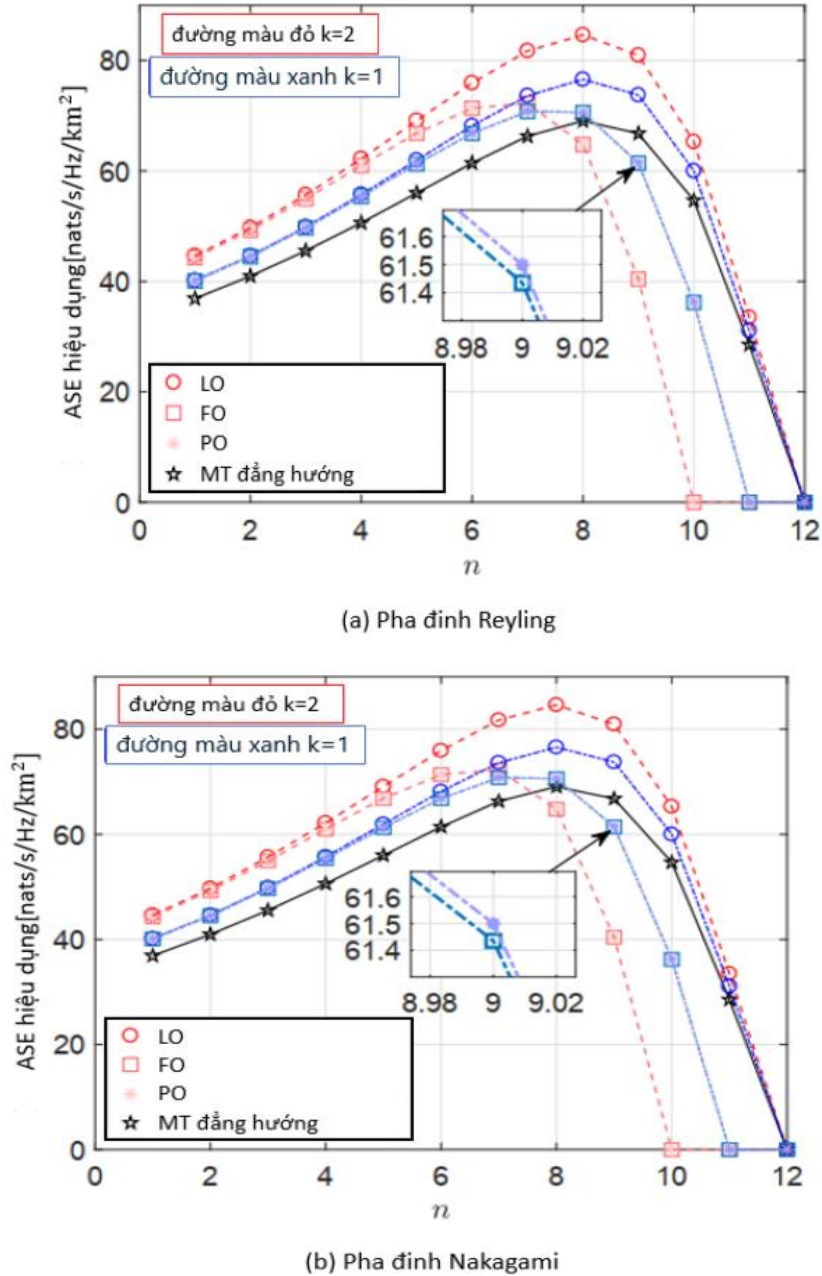 80
60
40
20
0
ASE hiệu dụng[nats/s/Hz/km²]
đường màu đỏ k=2
đường màu xanh k=1
61.6
61.5
61.4
8.98 9 9.02
LO
FO
PO
MT đẳng hướng
0 2 4 6 8 10 12
n
(a) Pha đinh Reyling
80
60
40
20
0
ASE hiệu dụng[nats/s/Hz/km²]
đường màu đỏ k=2
đường màu xanh k=1
61.6
61.5
61.4
8.98 9 9.02
LO
FO
PO
MT đẳng hướng
0 2 4 6 8 10 12
n
(b) Pha đinh Nakagami